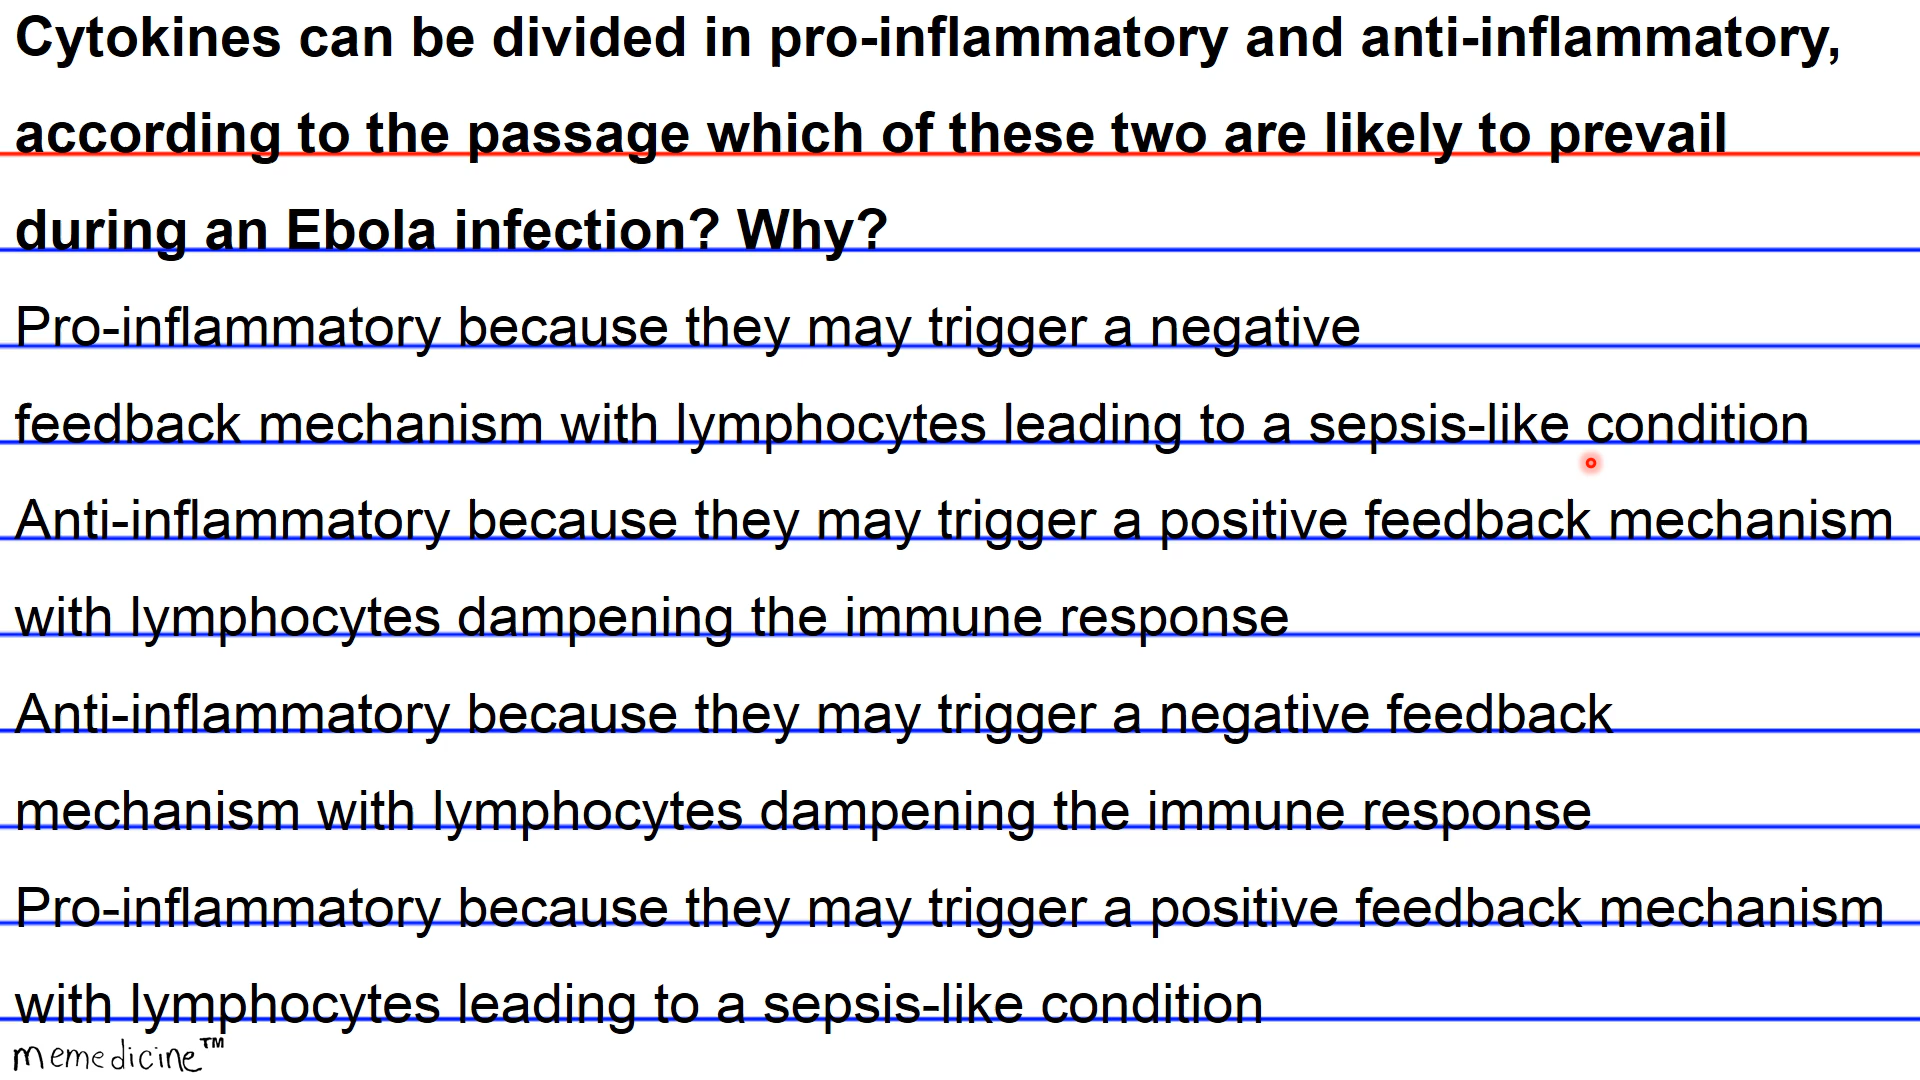 Cytokines can be divided in pro-inflammatory and anti-inflammatory,
according to the passage which of these two are likely to prevail
during an Ebola infection? Why?
Pro-inflammatory because they may trigger a negative
feedback mechanism with lymphocytes leading to a sepsis-like condition
Anti-inflammatory because they may trigger a positive feedback mechanism
with lymphocytes dampening the immune response
Anti-inflammatory because they may trigger a negative feedback
mechanism with lymphocytes dampening the immune response
Pro-inflammatory because they may trigger a positive feedback mechanism
with lymphocytes leading to a sepsis-like condition
memedicine™